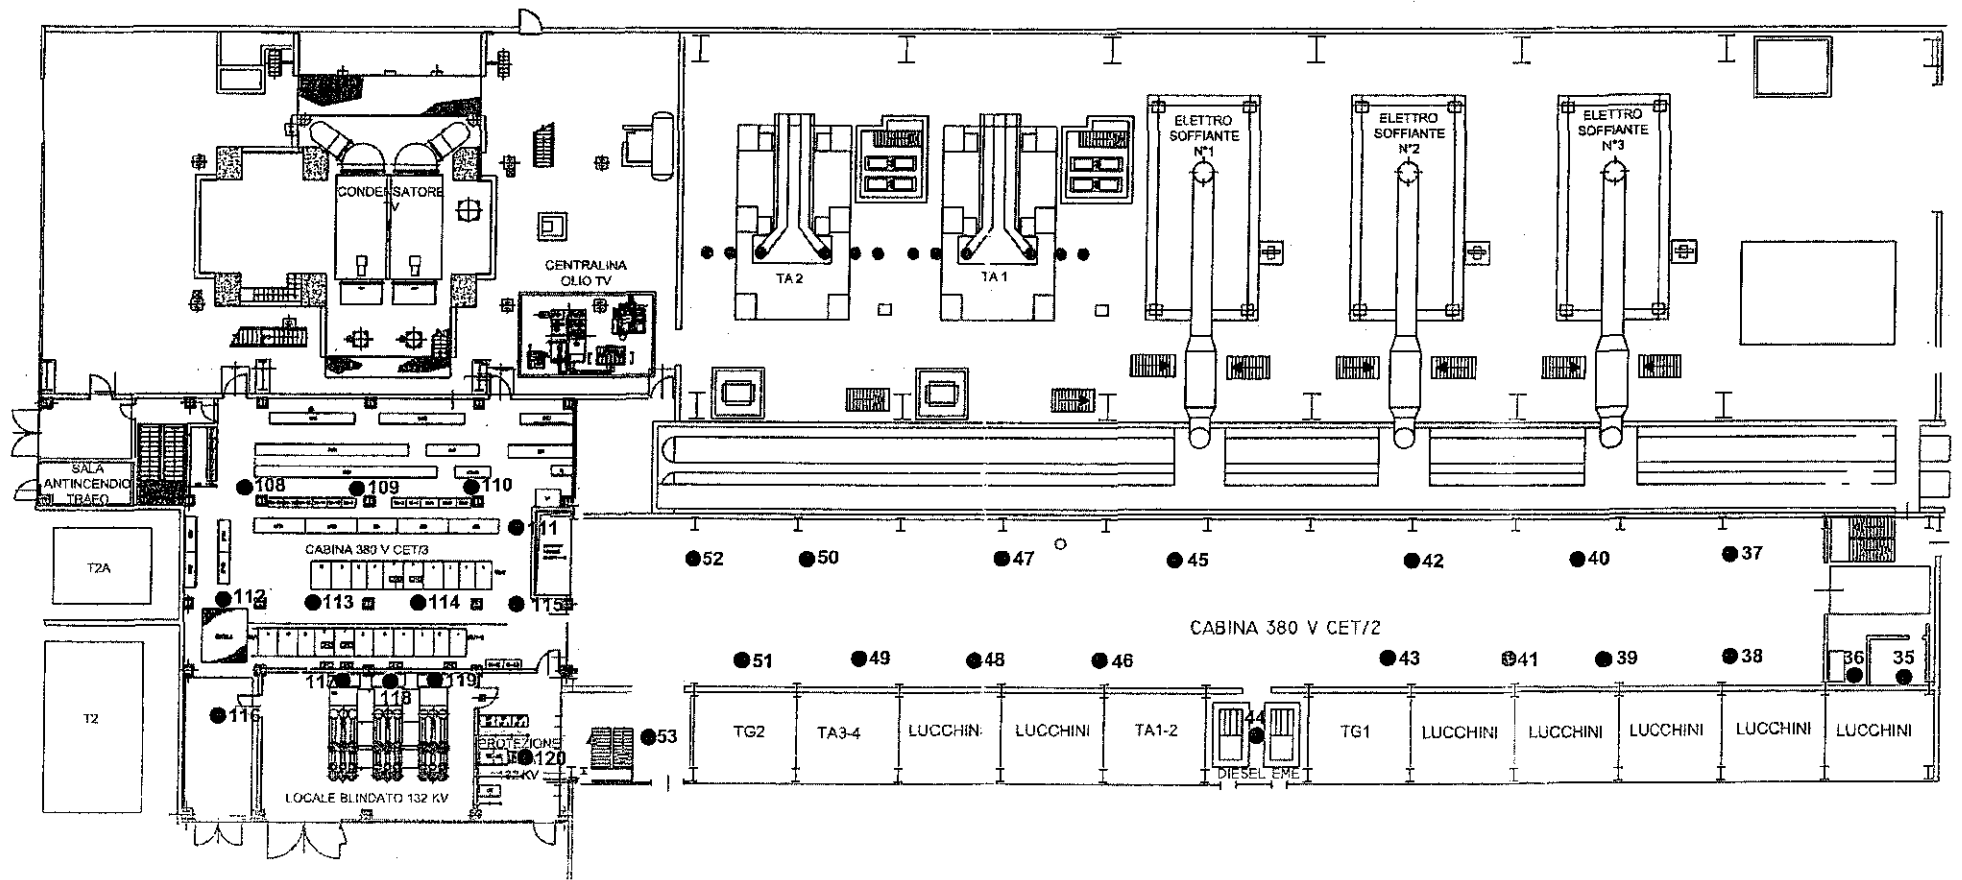 ELETTRO
SOFFIANTE
N°1
ELETTRO
SOFFIANTE
N°2
ELETTRO
SOFFIANTE
N°3
CONDENSATORE
TV
CENTRALINA
OLIO TV
TA 2
TA 1
SALA
ANTINCENDIO
TRAFO
108
109
110
111
CABINA 380 V CET/3
T2A
112
113
114
115
52
50
47
45
42
40
37
CABINA 380 V CET/2
51
49
48
46
43
41
39
38
36
35
117
118
119
116
T2
PROTEZIONE
132 KV
120
LOCALE BLINDATO 132 KV
53
TG2
TA3-4
LUCCHINI
LUCCHINI
TA1-2
44
DIESEL EME
TG1
LUCCHINI
LUCCHINI
LUCCHINI
LUCCHINI
LUCCHINI